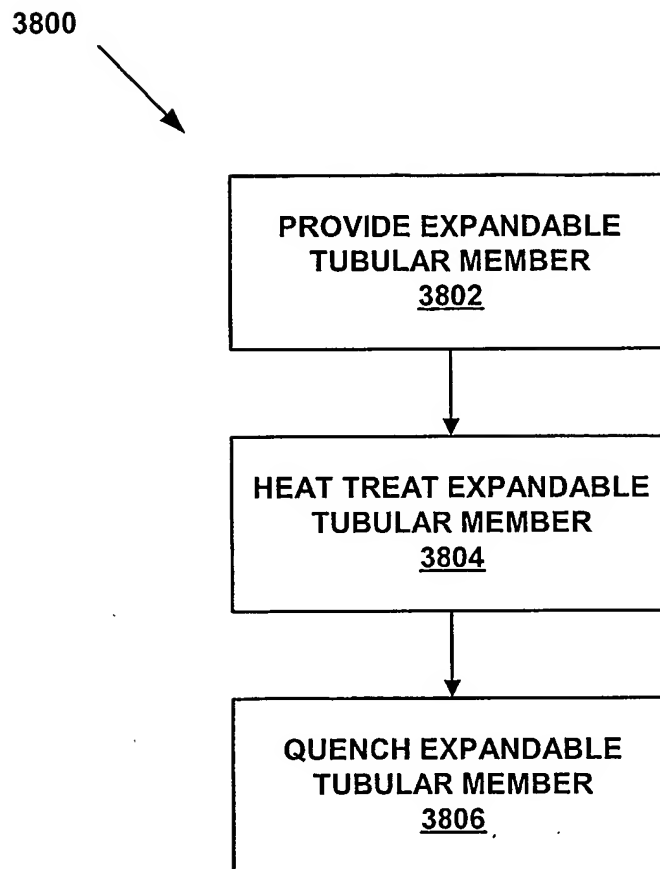 3800
PROVIDE EXPANDABLE
TUBULAR MEMBER
3802
HEAT TREAT EXPANDABLE
TUBULAR MEMBER
3804
QUENCH EXPANDABLE
TUBULAR MEMBER
3806